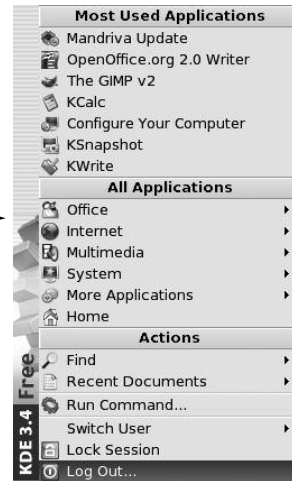 Most Used Applications
Mandriva Update
OpenOffice.org 2.0 Writer
The GIMP v2
KCalc
Configure Your Computer
KSnapshot
KWrite
All Applications
Office
Internet
Multimedia
System
More Applications
Home
Actions
Find
Recent Documents
Run Command...
Switch User
Lock Session
Log Out...
KDE 3.4 Free